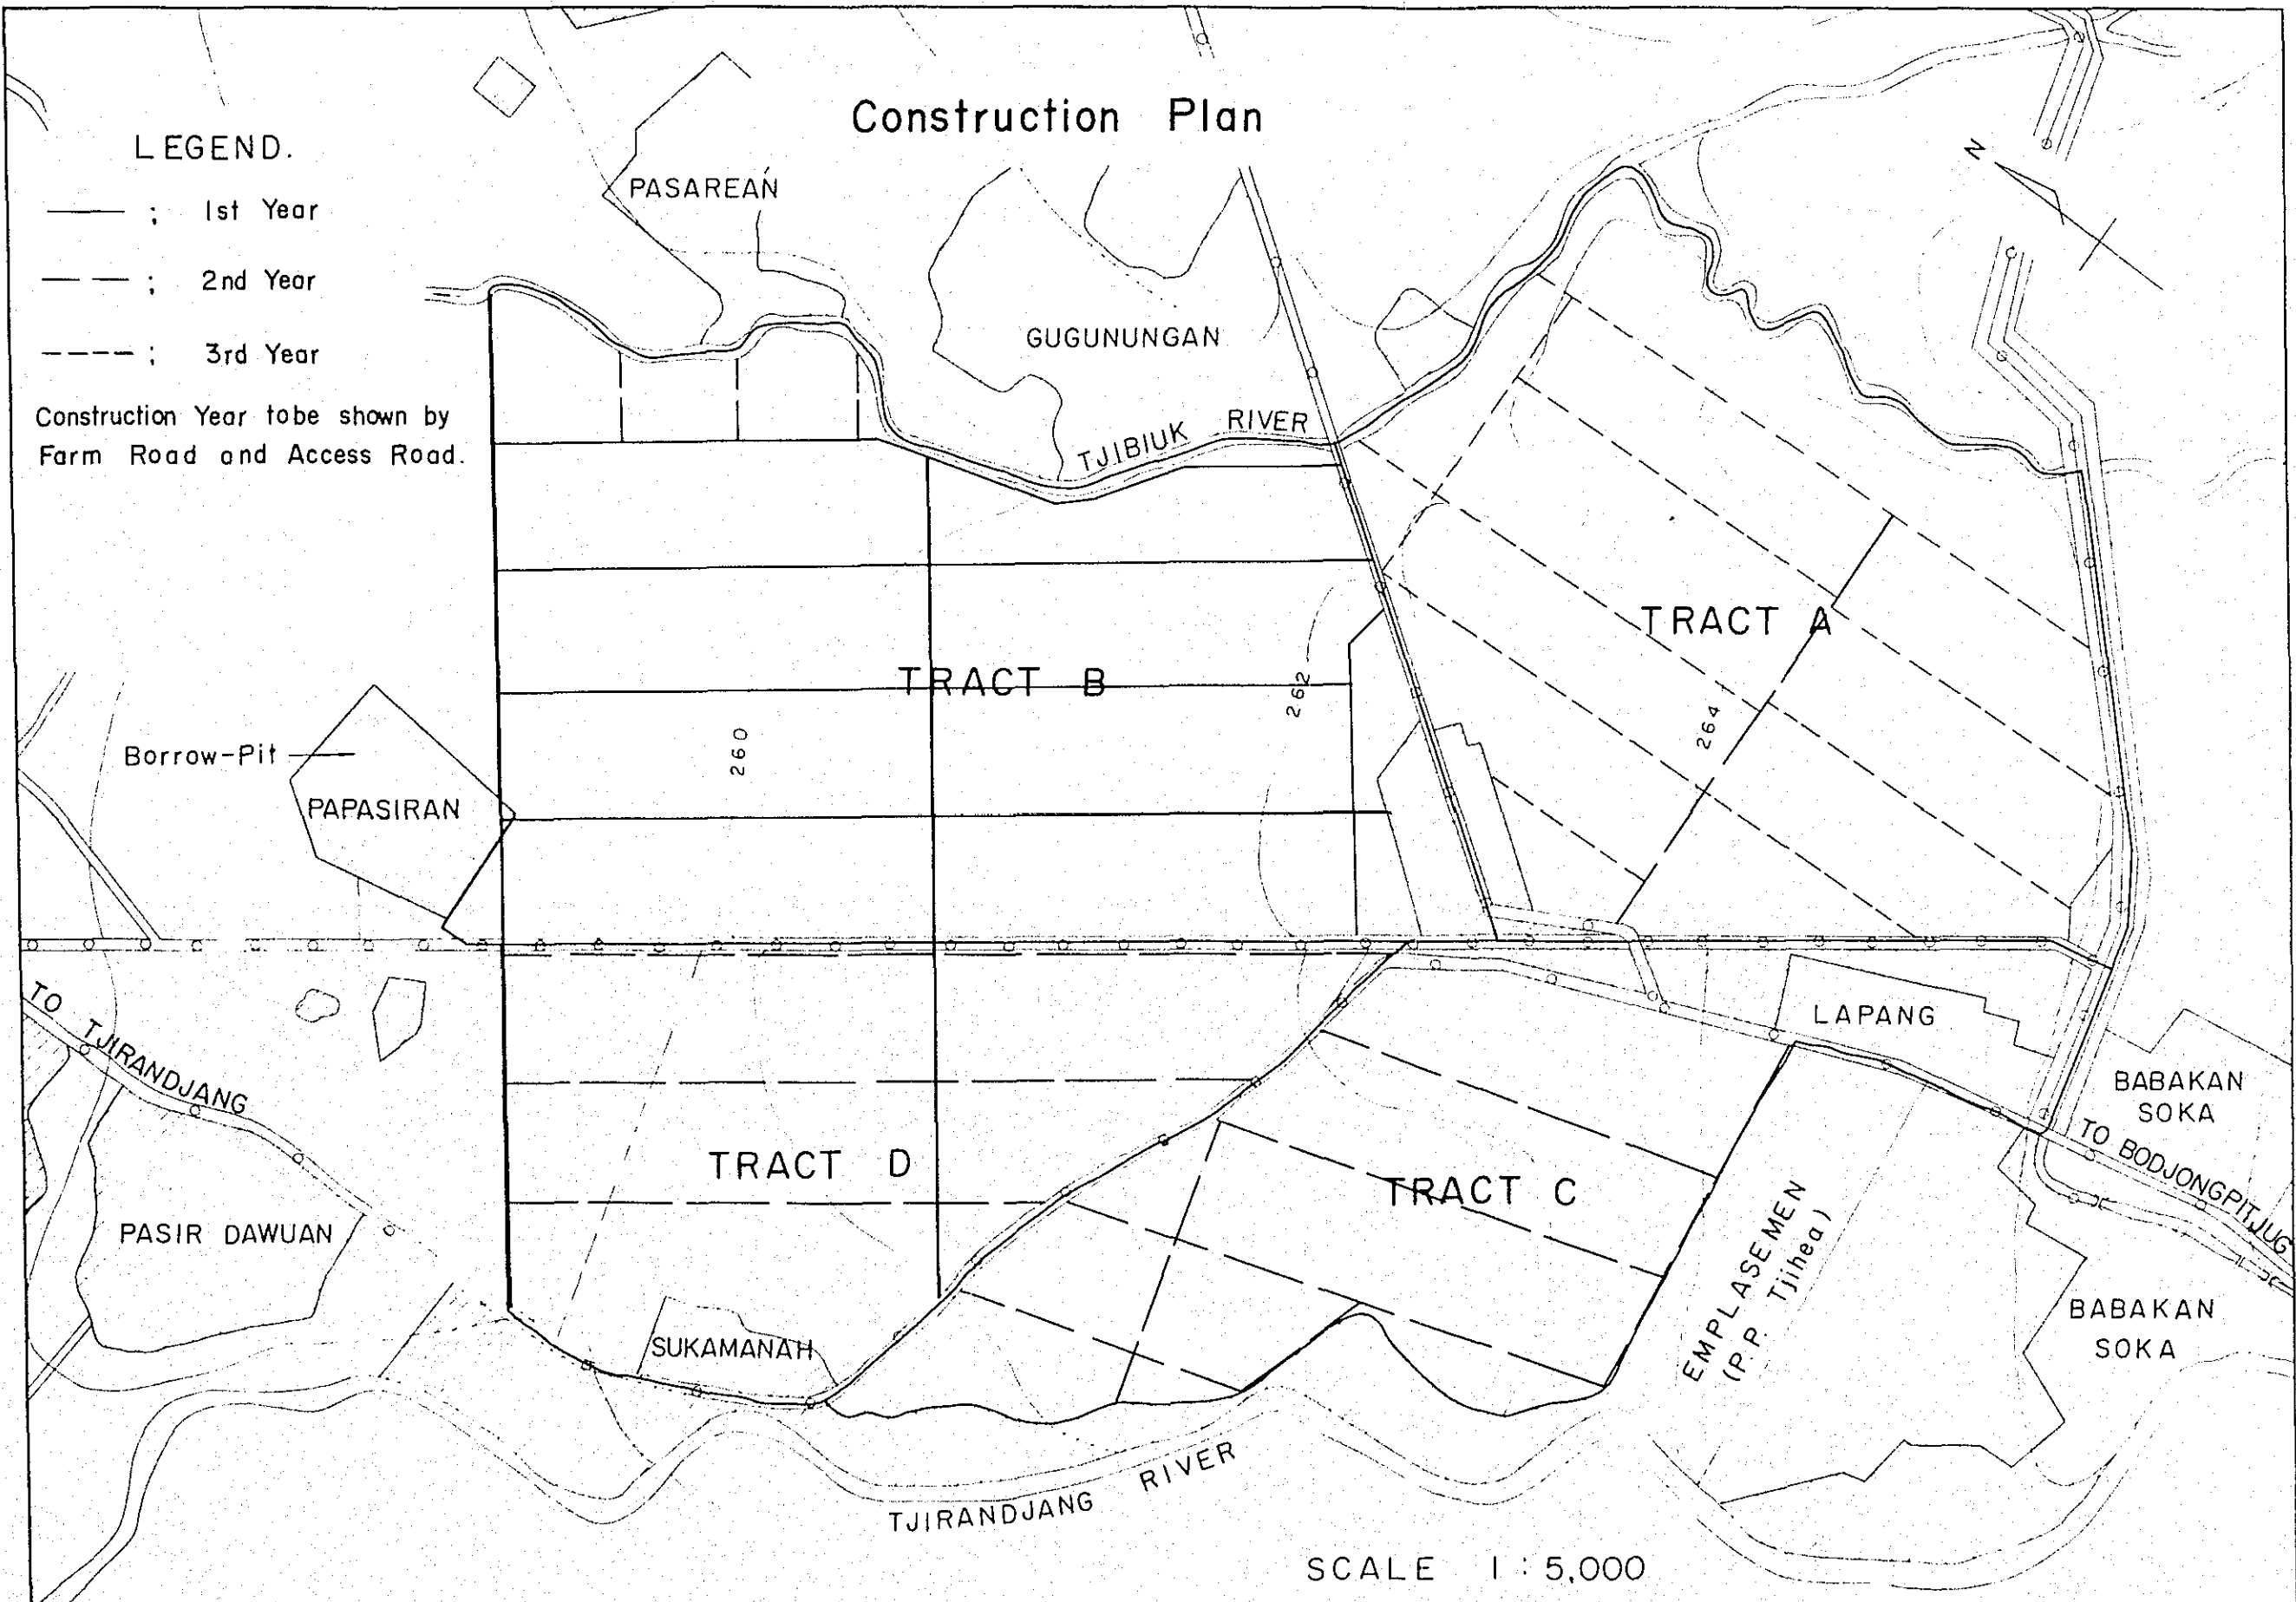 Construction Plan
LEGEND.
; 1st Year
; 2nd Year
; 3rd Year
Construction Year tobe shown by
Farm Road and Access Road.
N
PASAREAN
GUGUNUNGAN
TJIBIUK RIVER
TRACT A
TRACT B
262
264
260
Borrow-Pit
PAPASIRAN
TO TJIRANDJANG
LAPANG
BABAKAN
SOKA
TO BODJONGPITJUG
TRACT D
TRACT C
PASIR DAWUAN
EMPLASEMEN
(P.P. Tjihea)
BABAKAN
SOKA
SUKAMANAH
TJIRANDJANG RIVER
SCALE 1 : 5,000